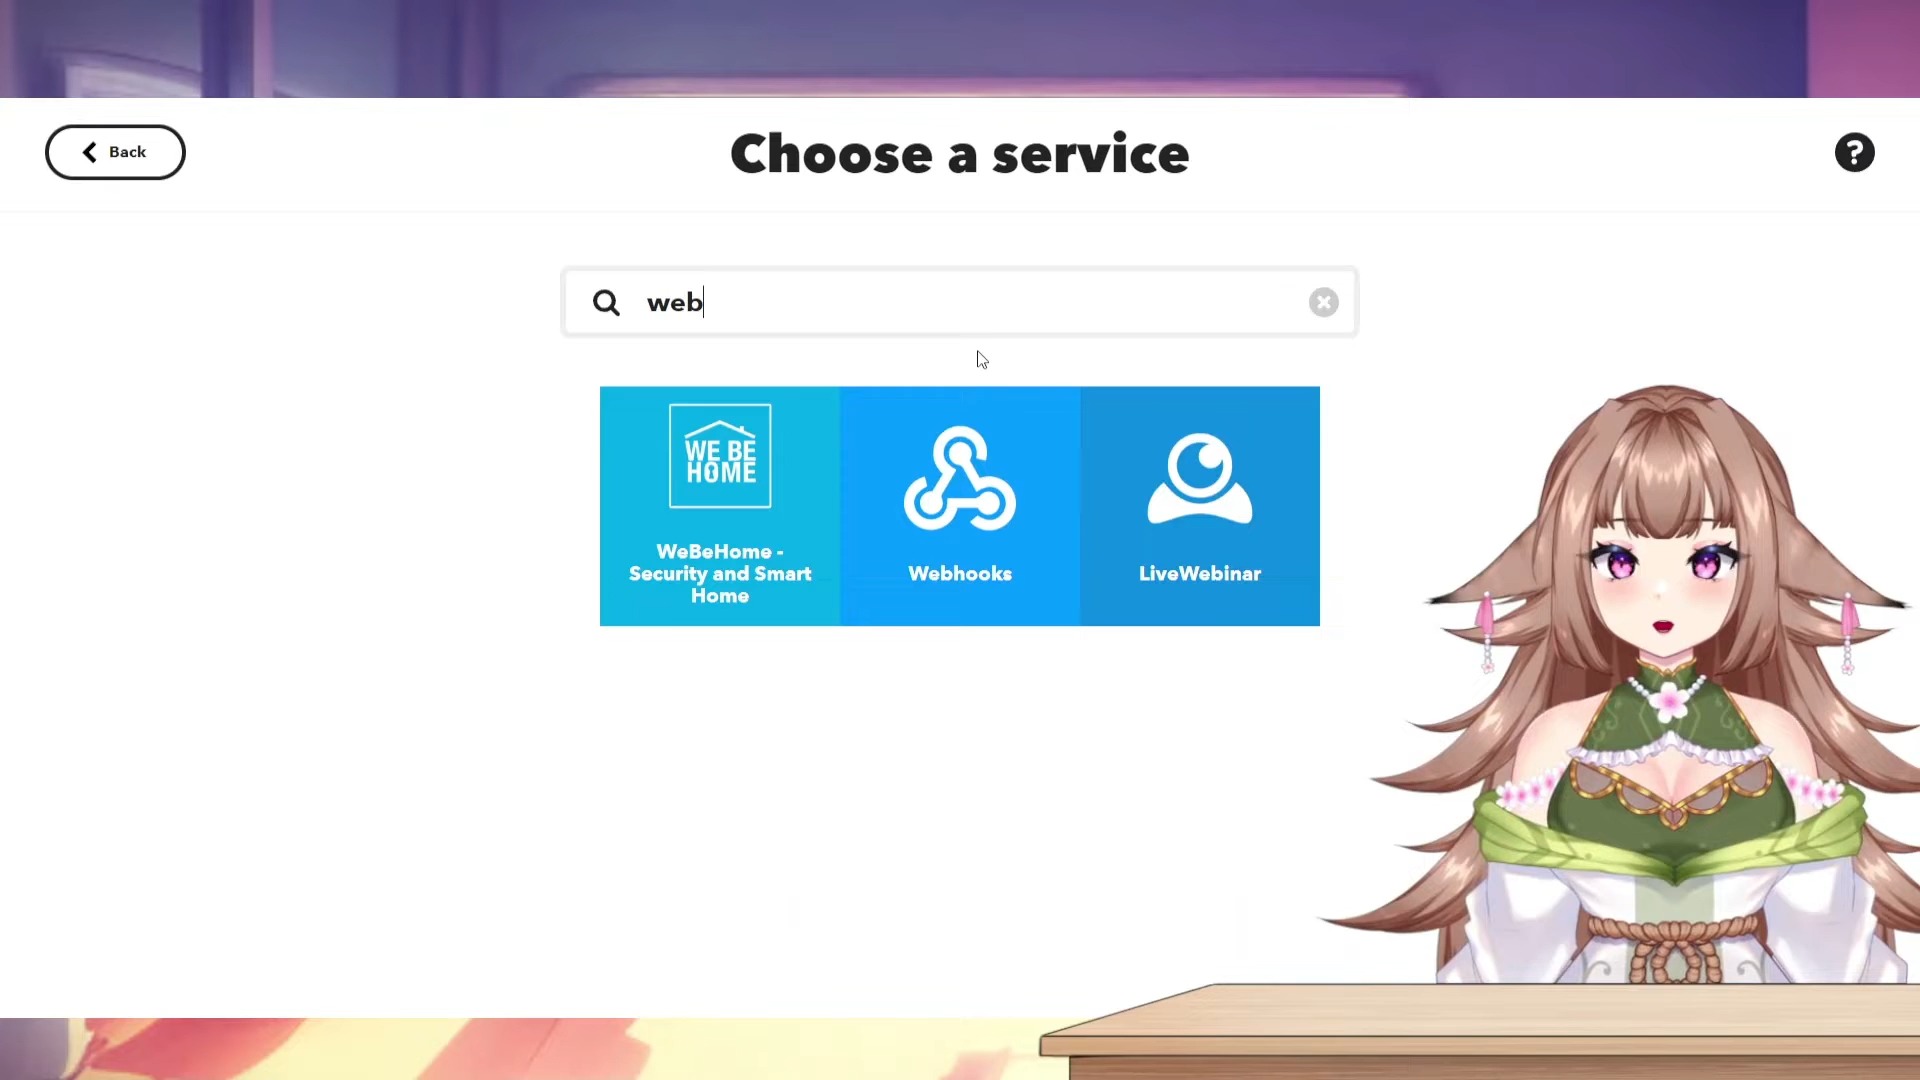 Back
Choose a service
?
web
WE BE
HOME
WeBeHome -
Security and Smart
Home
Webhooks
LiveWebinar